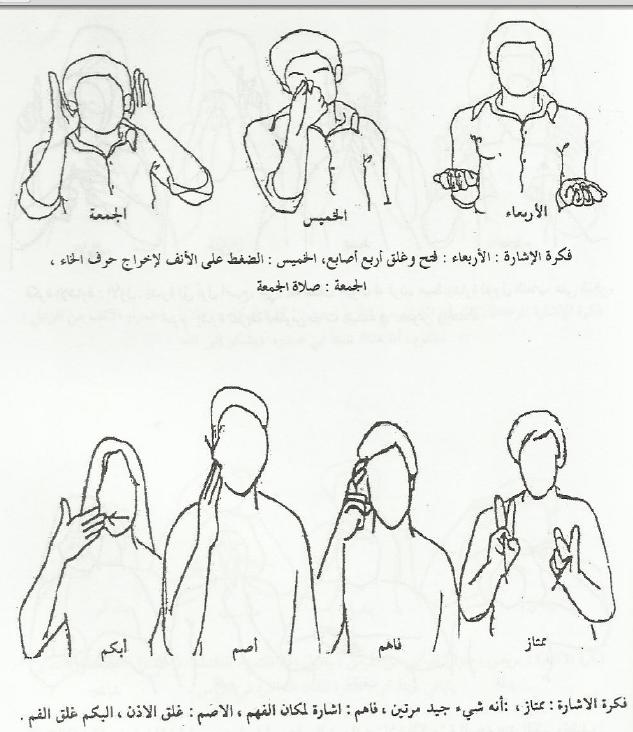 الأربعاء الخميس الجمعة
فكرة الإشارة : الأربعاء : فتح وغلق أربع أصابع، الخميس : الضغط على الأنف لإخراج حرف الخاء ،
الجمعة : صلاة الجمعة
ممتاز فاهم أصم أبكم
فكرة الاشارة : ممتاز ، : أنه شيء جيد مرتين ، فاهم : اشارة لمكان الفهم ، الاصَم : غلق الاذن ، البكم غلق الفم .